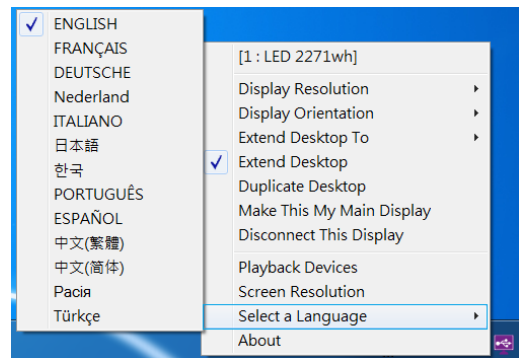 ENGLISH
FRANÇAIS
DEUTSCHE
Nederland
ITALIANO
日本語
한국
PORTUGUÊS
ESPAÑOL
中文(繁體)
中文(简体)
Расія
Türkçe
[1 : LED 2271wh]
Display Resolution
Display Orientation
Extend Desktop To
Extend Desktop
Duplicate Desktop
Make This My Main Display
Disconnect This Display
Playback Devices
Screen Resolution
Select a Language
About